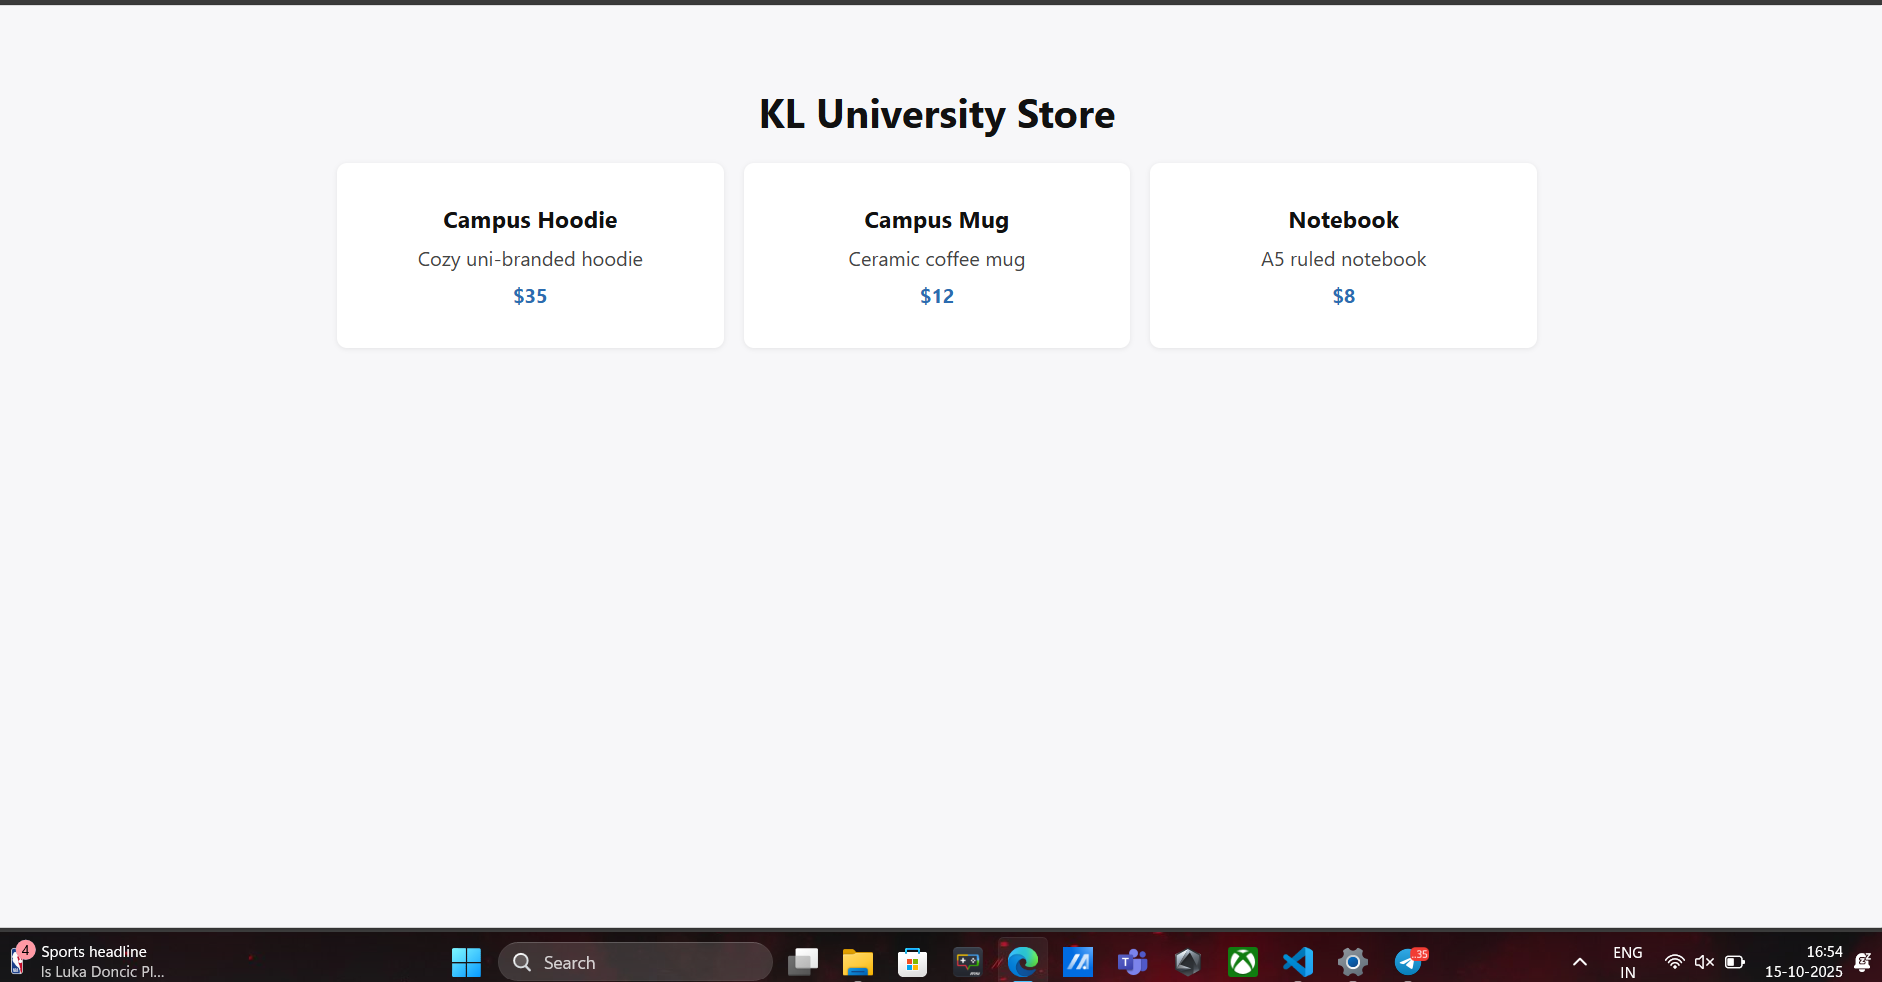 KL University Store
Campus Hoodie
Cozy uni-branded hoodie
$35
Campus Mug
Ceramic coffee mug
$12
Notebook
A5 ruled notebook
$8
4
Sports headline
Is Luka Doncic Pl...
Search
.35
ENG
IN
16:54
15-10-2025